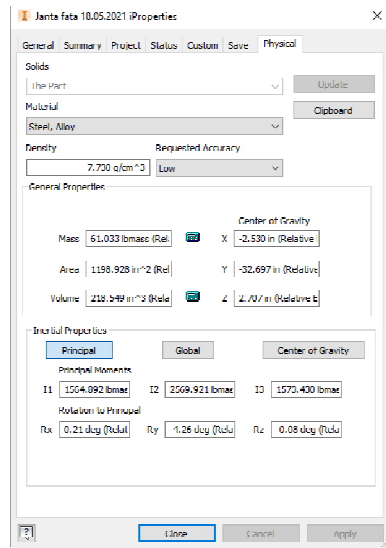 Janta fata 18.05.2021 iProperties
General Summary Project Status Custom Save Physical
Solids
The Part
Update
Material
Clipboard
Steel, Alloy
Density Requested Accuracy
7.730 g/cm^3 Low
General Properties
Center of Gravity
Mass 61.033 lbmass (Rel X -2.530 in (Relative
Area 1198.928 in^2 (Rel Y -32.697 in (Relative
Volume 218.549 in^3 (Rela Z 2.707 in (Relative E
Inertial Properties
Principal Global Center of Gravity
Principal Moments
I1 1564.892 lbmas I2 2569.921 lbmas I3 1573.430 lbmas
Rotation to Principal
Rx 0.21 deg (Relat Ry -1.26 deg (Rela Rz 0.08 deg (Rela
Close Cancel Apply